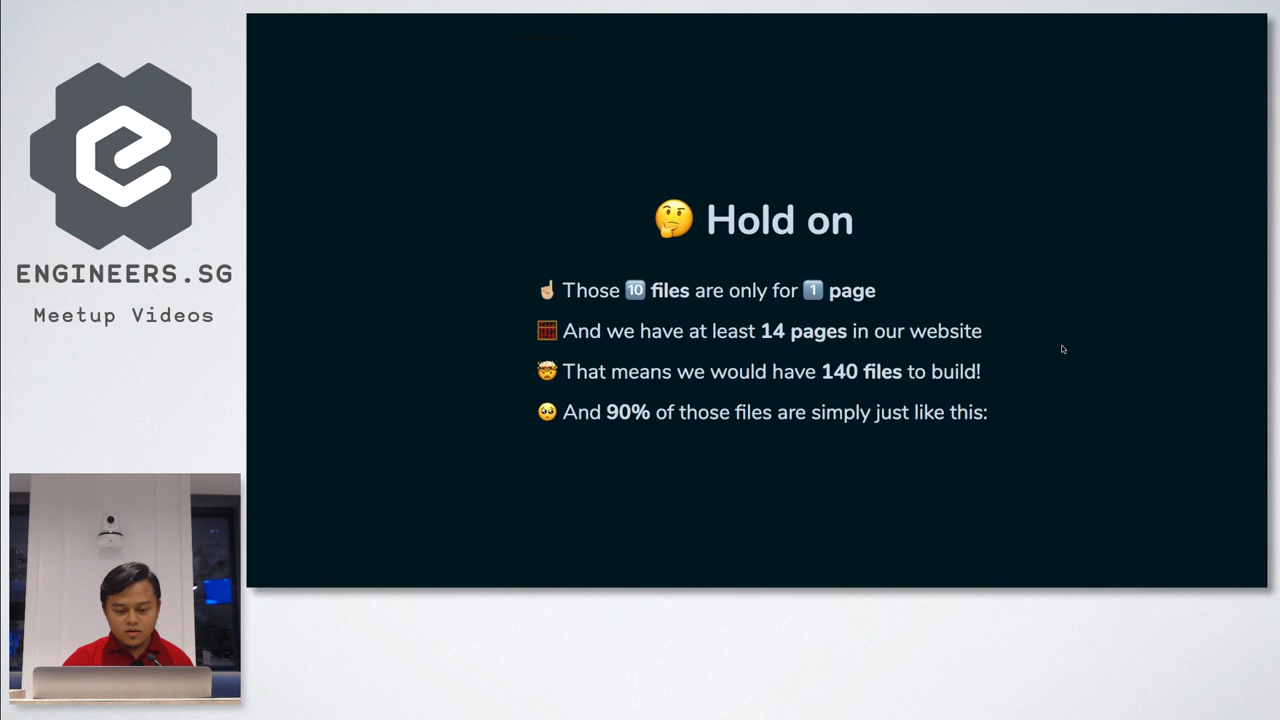 ENGINEERS.SG
Meetup Videos
🤔 Hold on
☝🏼 Those 🔟 files are only for 1️⃣ page
And we have at least 14 pages in our website
🤯 That means we would have 140 files to build!
🥺 And 90% of those files are simply just like this: